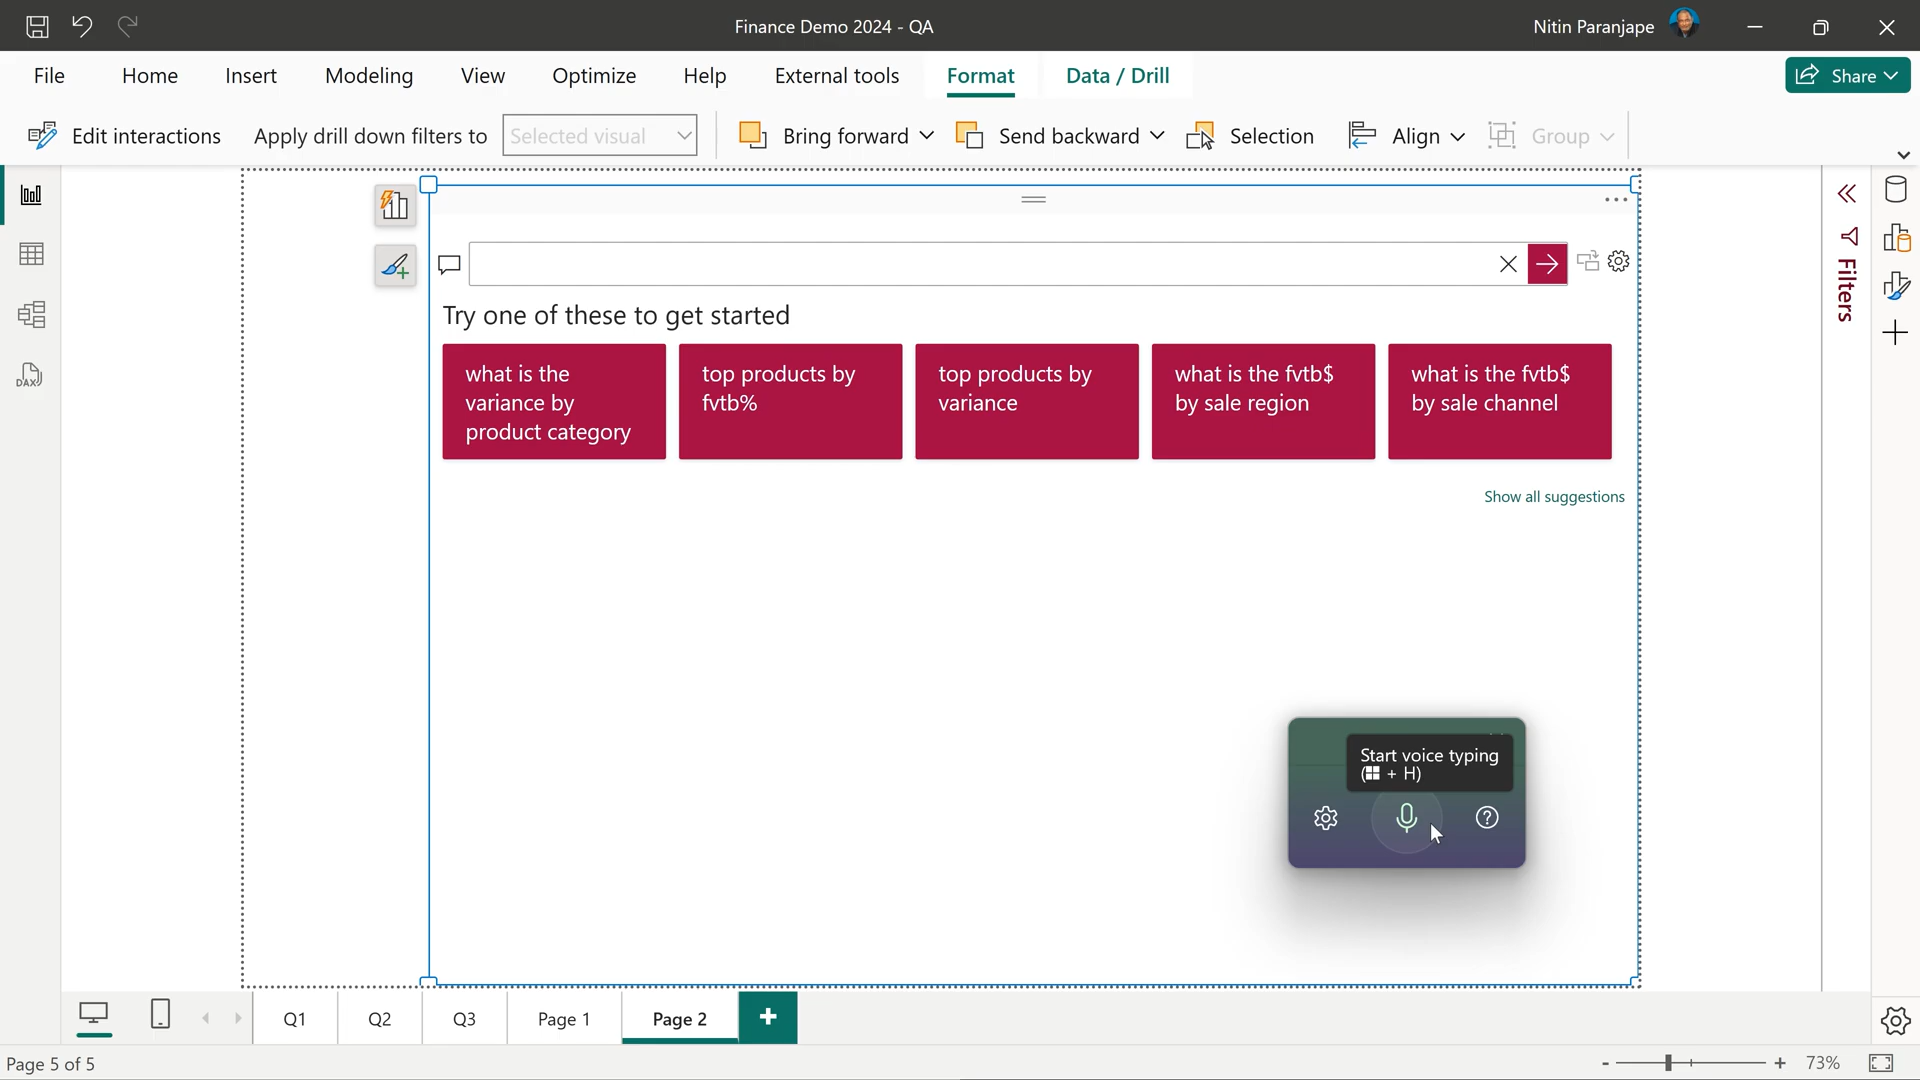 Finance Demo 2024 - QA
Nitin Paranjape
File Home Insert Modeling View Optimize Help External tools Format Data / Drill
Share
Edit interactions
Apply drill down filters to
Selected visual
Bring forward
Send backward
Selection
Align
Group
Try one of these to get started
what is the
variance by
product category
top products by
fvtb%
top products by
variance
what is the fvtb$
by sale region
what is the fvtb$
by sale channel
Show all suggestions
Filters
DAX
Start voice typing
( + H)
Q1 Q2 Q3 Page 1 Page 2 +
Page 5 of 5
- + 73%